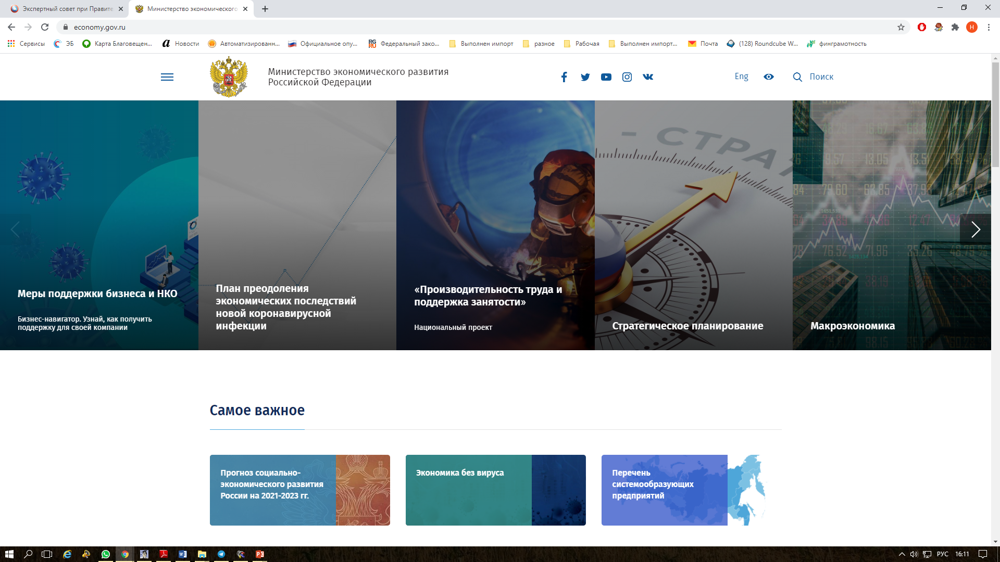 Экспертный совет при Правите
Министерство экономического
economy.gov.ru
Н
Сервисы
ЭБ
Карта Благовещен...
Новости
Автоматизированн...
Официальное опу...
Федеральный зако...
Выполнен импорт
разное
Рабочая
Выполнен импорт...
Почта
(128) Roundcube W...
финграмотность
Министерство экономического развития
Российской Федерации
Eng
Поиск
- СТРАТ
Меры поддержки бизнеса и НКО
Бизнес-навигатор. Узнай, как получить
поддержку для своей компании
План преодоления
экономических последствий
новой коронавирусной
инфекции
«Производительность труда и
поддержка занятости»
Национальный проект
Стратегическое планирование
Макроэкономика
Самое важное
Прогноз социально-
экономического развития
России на 2021-2023 гг.
Экономика без вируса
Перечень
системообразующих
предприятий
РУС
16:11